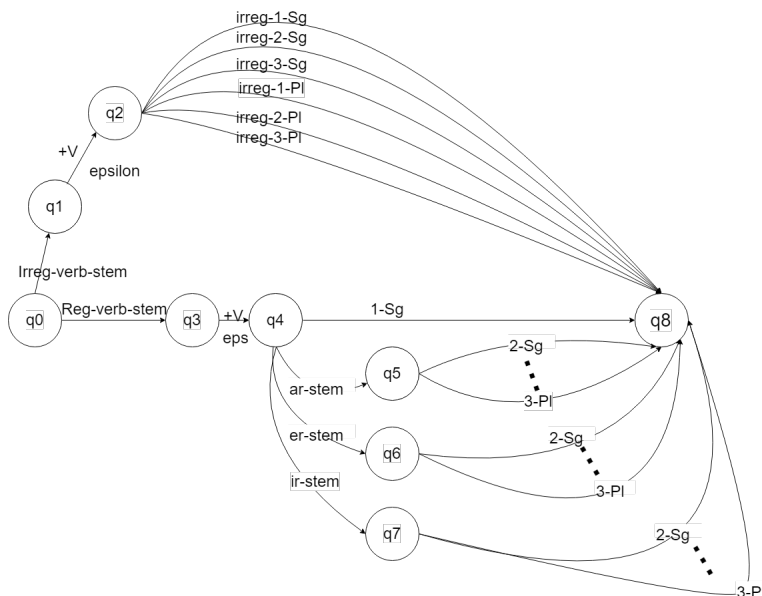 irreg-1-Sg
irreg-2-Sg
irreg-3-Sg
irreg-1-Pl
irreg-2-Pl
irreg-3-Pl
q2
+V
epsilon
q1
Irreg-verb-stem
q0
Reg-verb-stem
q3
+V
eps
q4
1-Sg
q8
2-Sg
3-Pl
ar-stem
q5
er-stem
q6
2-Sg
3-Pl
ir-stem
q7
2-Sg
3-P